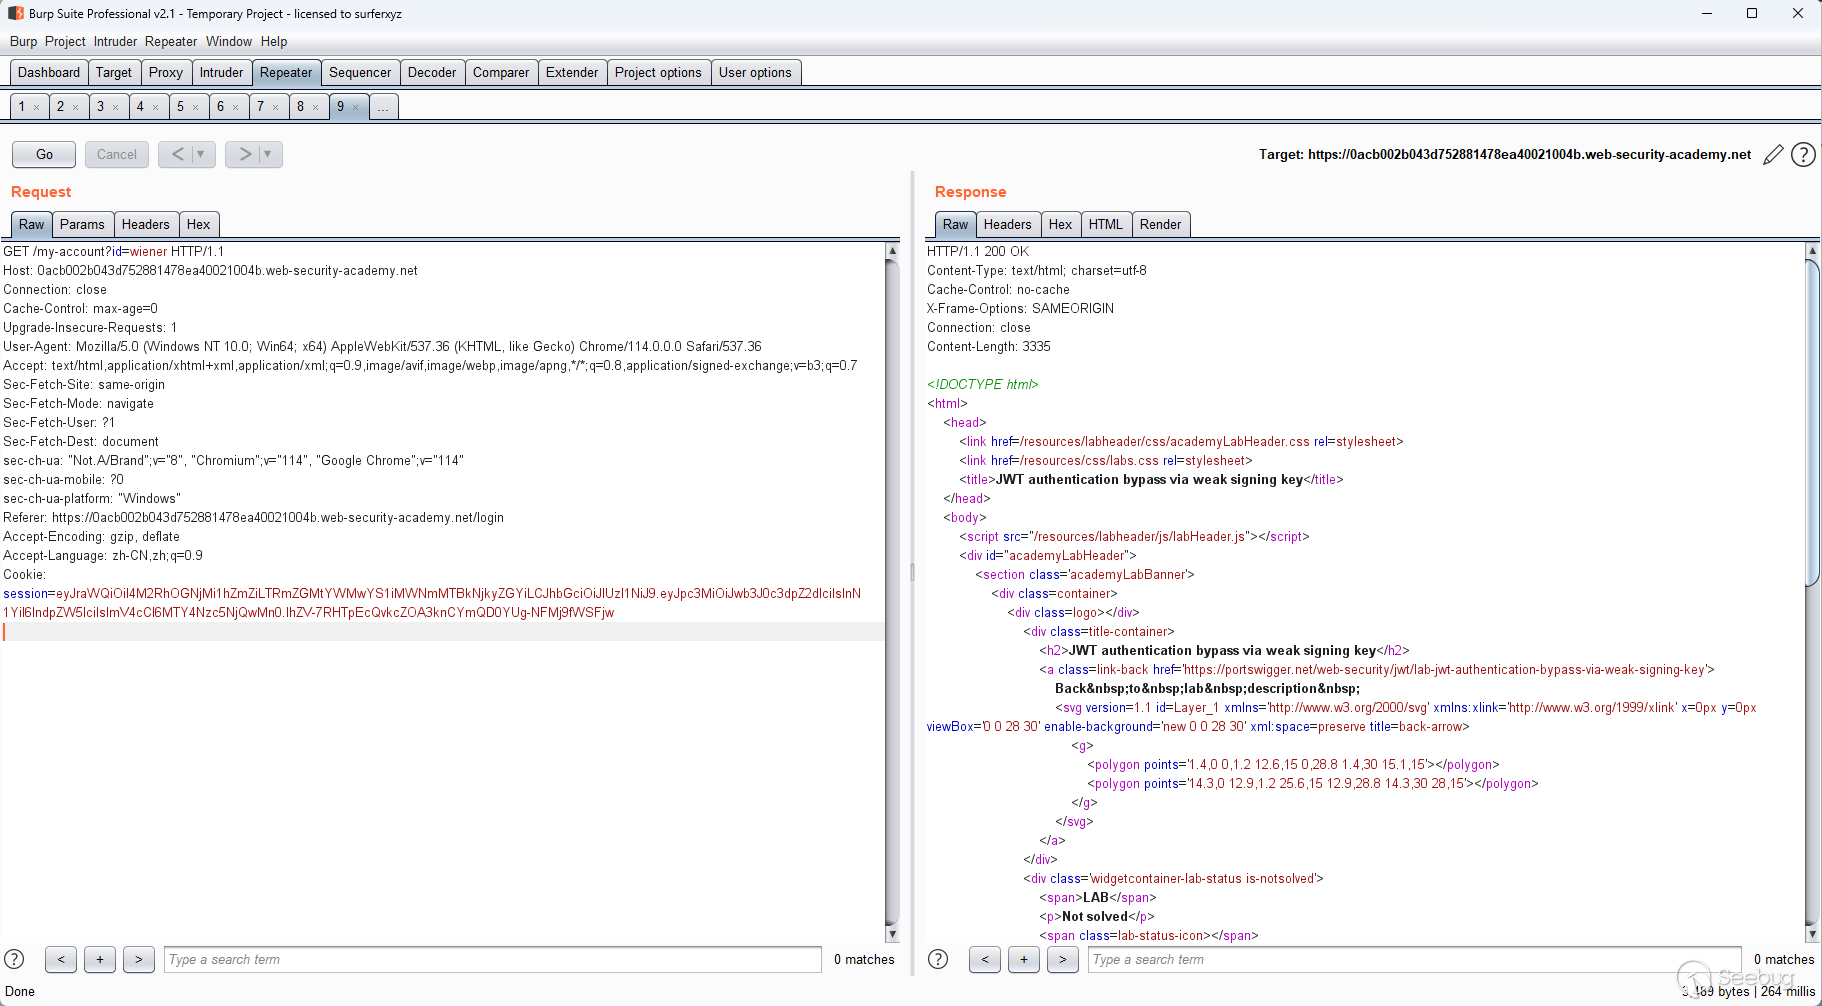 Burp Suite Professional v2.1 - Temporary Project - licensed to surferxyz
Burp Project Intruder Repeater Window Help
Dashboard Target Proxy Intruder Repeater Sequencer Decoder Comparer Extender Project options User options
1 × 2 × 3 × 4 × 5 × 6 × 7 × 8 × 9 × ...
Go Cancel < ▼ > ▼
Target: https://0acb002b043d752881478ea40021004b.web-security-academy.net ?
Request
Raw Params Headers Hex
GET /my-account?id=wiener HTTP/1.1
Host: 0acb002b043d752881478ea40021004b.web-security-academy.net
Connection: close
Cache-Control: max-age=0
Upgrade-Insecure-Requests: 1
User-Agent: Mozilla/5.0 (Windows NT 10.0; Win64; x64) AppleWebKit/537.36 (KHTML, like Gecko) Chrome/114.0.0.0 Safari/537.36
Accept: text/html,application/xhtml+xml,application/xml;q=0.9,image/avif,image/webp,image/apng,*/*;q=0.8,application/signed-exchange;v=b3;q=0.7
Sec-Fetch-Site: same-origin
Sec-Fetch-Mode: navigate
Sec-Fetch-User: ?1
Sec-Fetch-Dest: document
sec-ch-ua: "Not.A/Brand";v="8", "Chromium";v="114", "Google Chrome";v="114"
sec-ch-ua-mobile: ?0
sec-ch-ua-platform: "Windows"
Referer: https://0acb002b043d752881478ea40021004b.web-security-academy.net/login
Accept-Encoding: gzip, deflate
Accept-Language: zh-CN,zh;q=0.9
Cookie:
session=eyJraWQiOiI4M2RhOGNjMi1hZmZiLTRmZGMtYWMwYS1iMWNmMTBkNjkyZGYiLCJhbGciOiJIUzI1NiJ9.eyJpc3MiOiJwb3J0c3dpZ2dlciIsInN
1YiI6IndpZW5lciIsImV4cCI6MTY4Nzc5NjQwMn0.IhZV-7RHTpEcQvkcZOA3knCYmQD0YUg-NFMj9fWSFjw
? < + > Type a search term 0 matches
Response
Raw Headers Hex HTML Render
HTTP/1.1 200 OK
Content-Type: text/html; charset=utf-8
Cache-Control: no-cache
X-Frame-Options: SAMEORIGIN
Connection: close
Content-Length: 3335
<!DOCTYPE html>
<html>
<head>
<link href=/resources/labheader/css/academyLabHeader.css rel=stylesheet>
<link href=/resources/css/labs.css rel=stylesheet>
<title>JWT authentication bypass via weak signing key</title>
</head>
<body>
<script src="/resources/labheader/js/labHeader.js"></script>
<div id="academyLabHeader">
<section class='academyLabBanner'>
<div class=container>
<div class=logo></div>
<div class=title-container>
<h2>JWT authentication bypass via weak signing key</h2>
<a class=link-back href='https://portswigger.net/web-security/jwt/lab-jwt-authentication-bypass-via-weak-signing-key'>
Back&nbsp;to&nbsp;lab&nbsp;description&nbsp;
<svg version=1.1 id=Layer_1 xmlns='http://www.w3.org/2000/svg' xmlns:xlink='http://www.w3.org/1999/xlink' x=0px y=0px
viewBox='0 0 28 30' enable-background='new 0 0 28 30' xml:space=preserve title=back-arrow>
<g>
<polygon points='1.4,0 0,1.2 12.6,15 0,28.8 1.4,30 15.1,15'></polygon>
<polygon points='14.3,0 12.9,1.2 25.6,15 12.9,28.8 14.3,30 28,15'></polygon>
</g>
</svg>
</a>
</div>
<div class='widgetcontainer-lab-status is-notsolved'>
<span>LAB</span>
<p>Not solved</p>
<span class=lab-status-icon></span>
? < + > Type a search term 0 matches
Seebug
Done 3,489 bytes | 264 millis